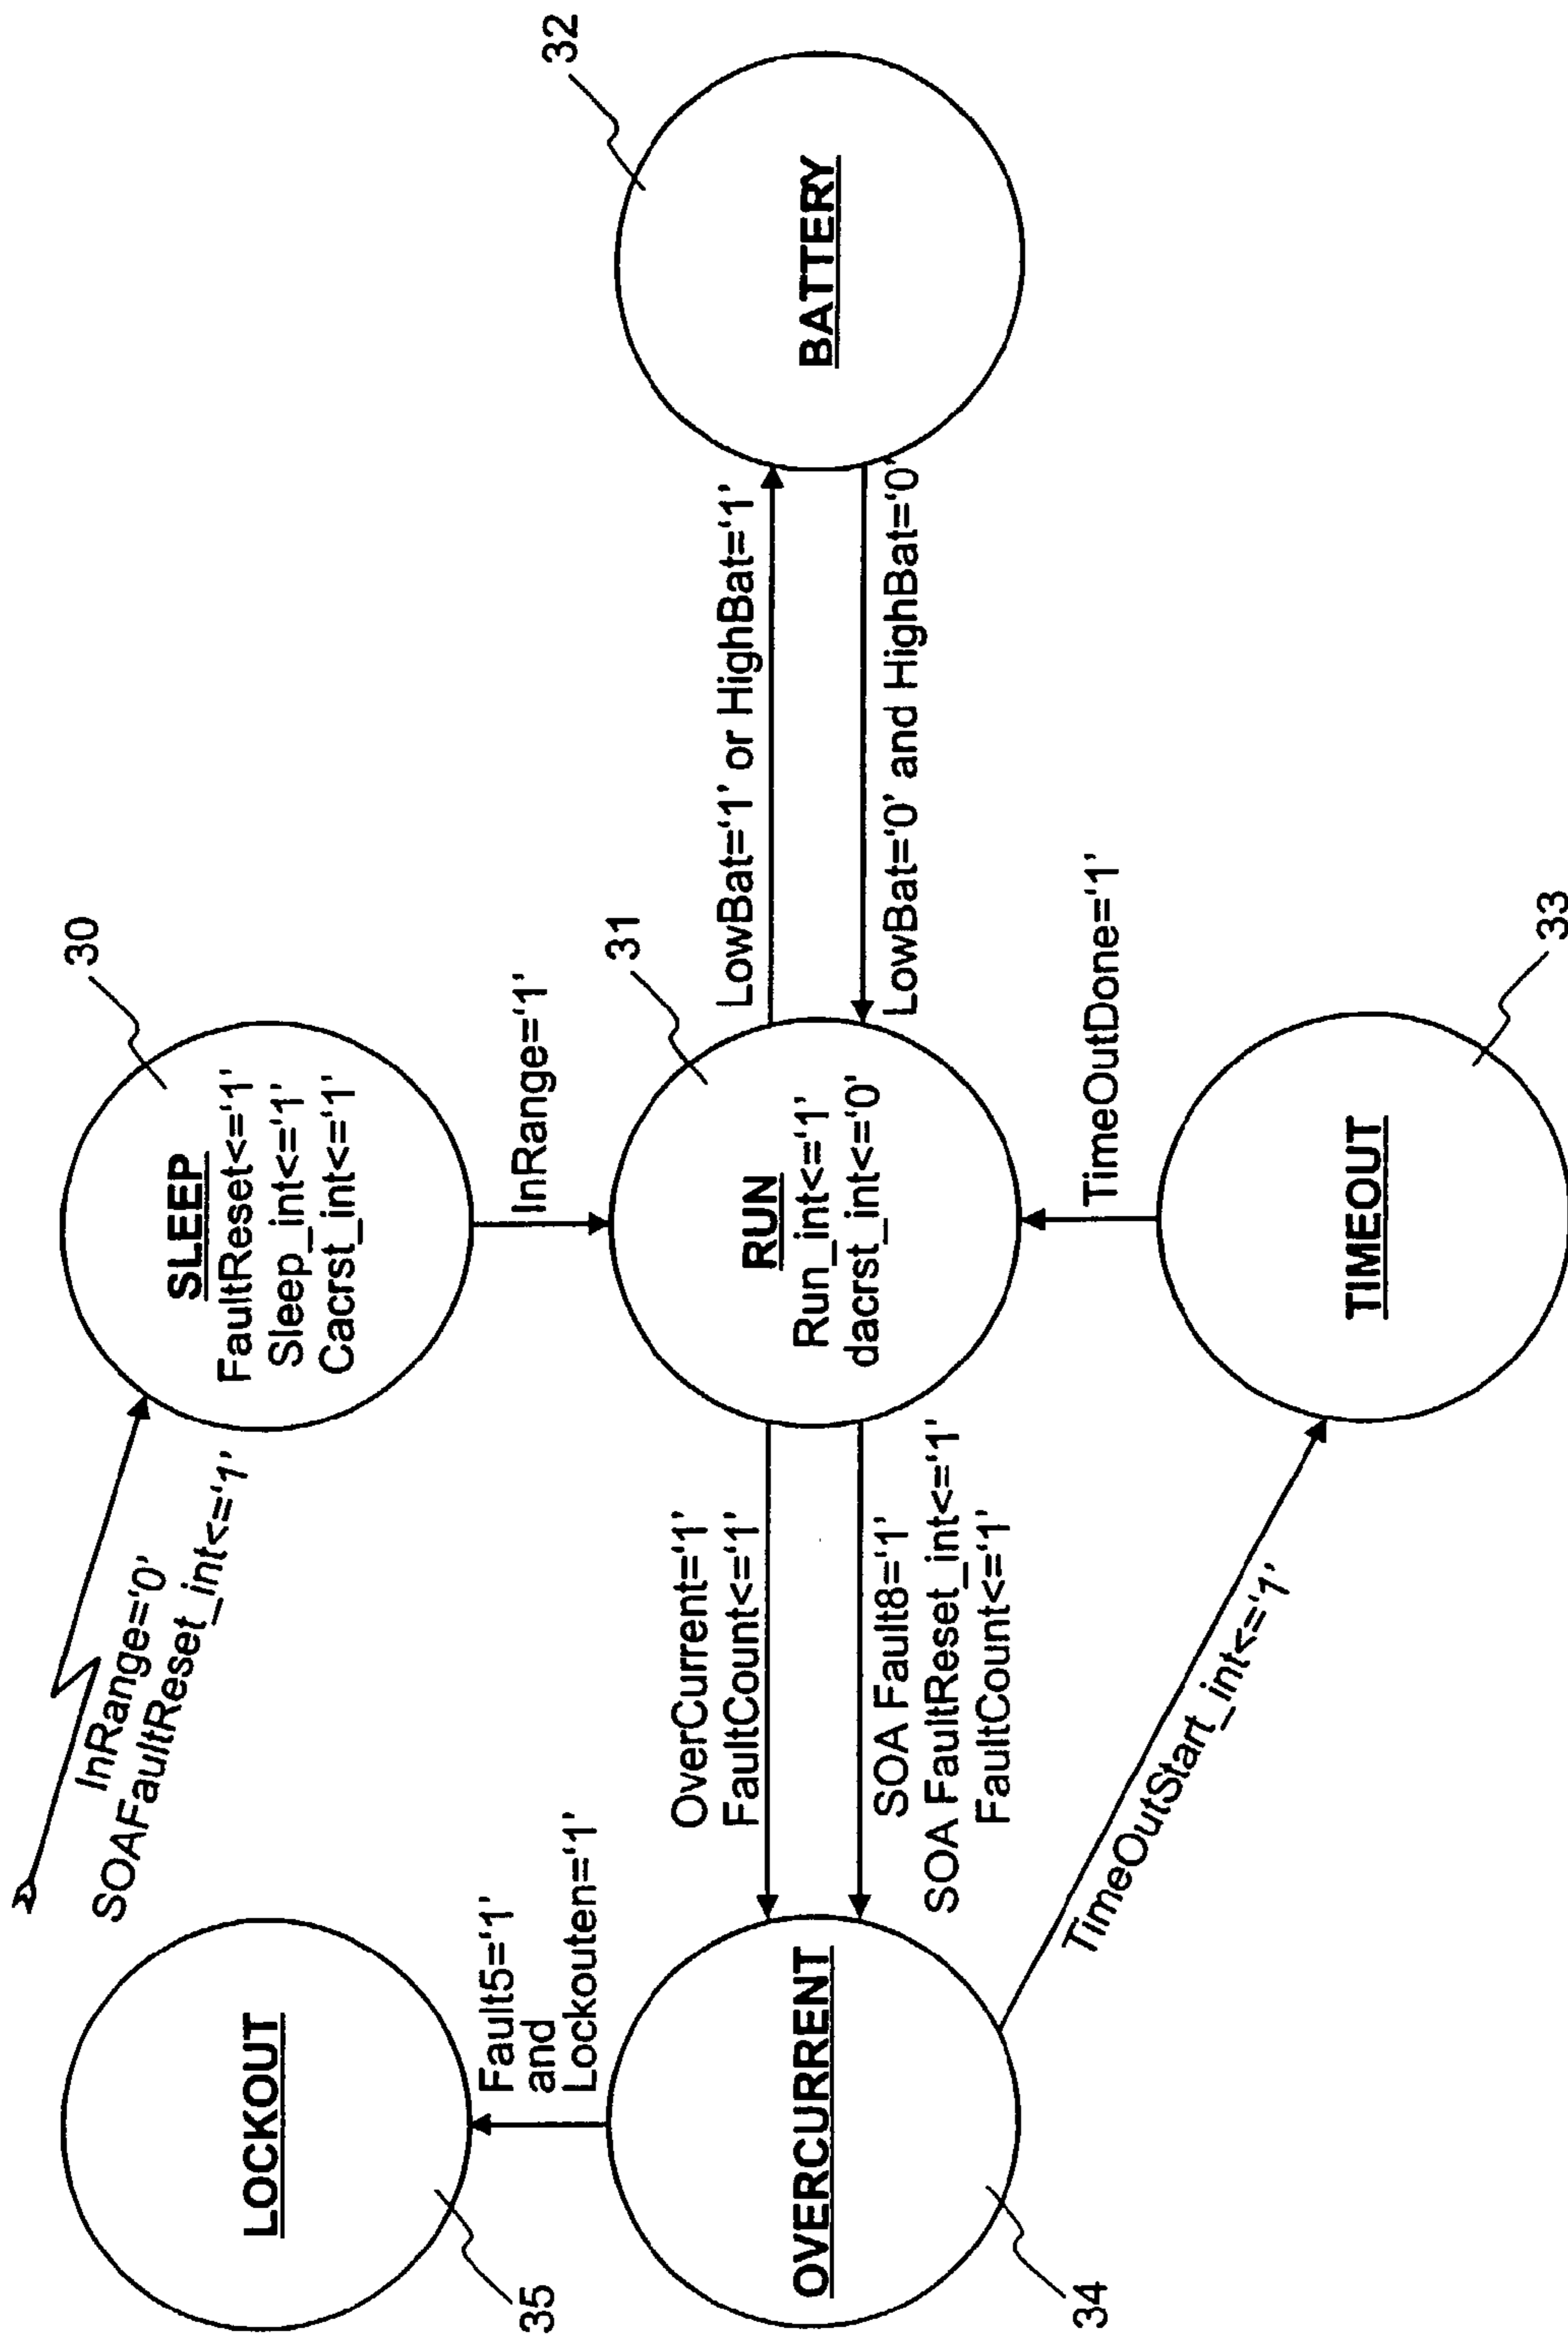 InRange=‘0’
SOAFaultReset_int<=‘1’
30
SLEEP
FaultReset<=‘1’
Sleep_int<=‘1’
Cacrst_int<=‘1’
LOCKOUT
35
Fault5=‘1’
and
Lockouten=‘1’
InRange=‘1’
31
32
OverCurrent=‘1’
FaultCount<=‘1’
LowBat=‘1’ or HighBat=‘1’
OVERCURRENT
34
RUN
Run_int<=‘1’
dacrst_int<=‘0’
BATTERY
SOA Fault8=‘1’
SOA FaultReset_int<=‘1’
FaultCount<=‘1’
LowBat=‘0’ and HighBat=‘0’
TimeOutStart_int<=‘1’
TimeOutDone=‘1’
TIMEOUT
33